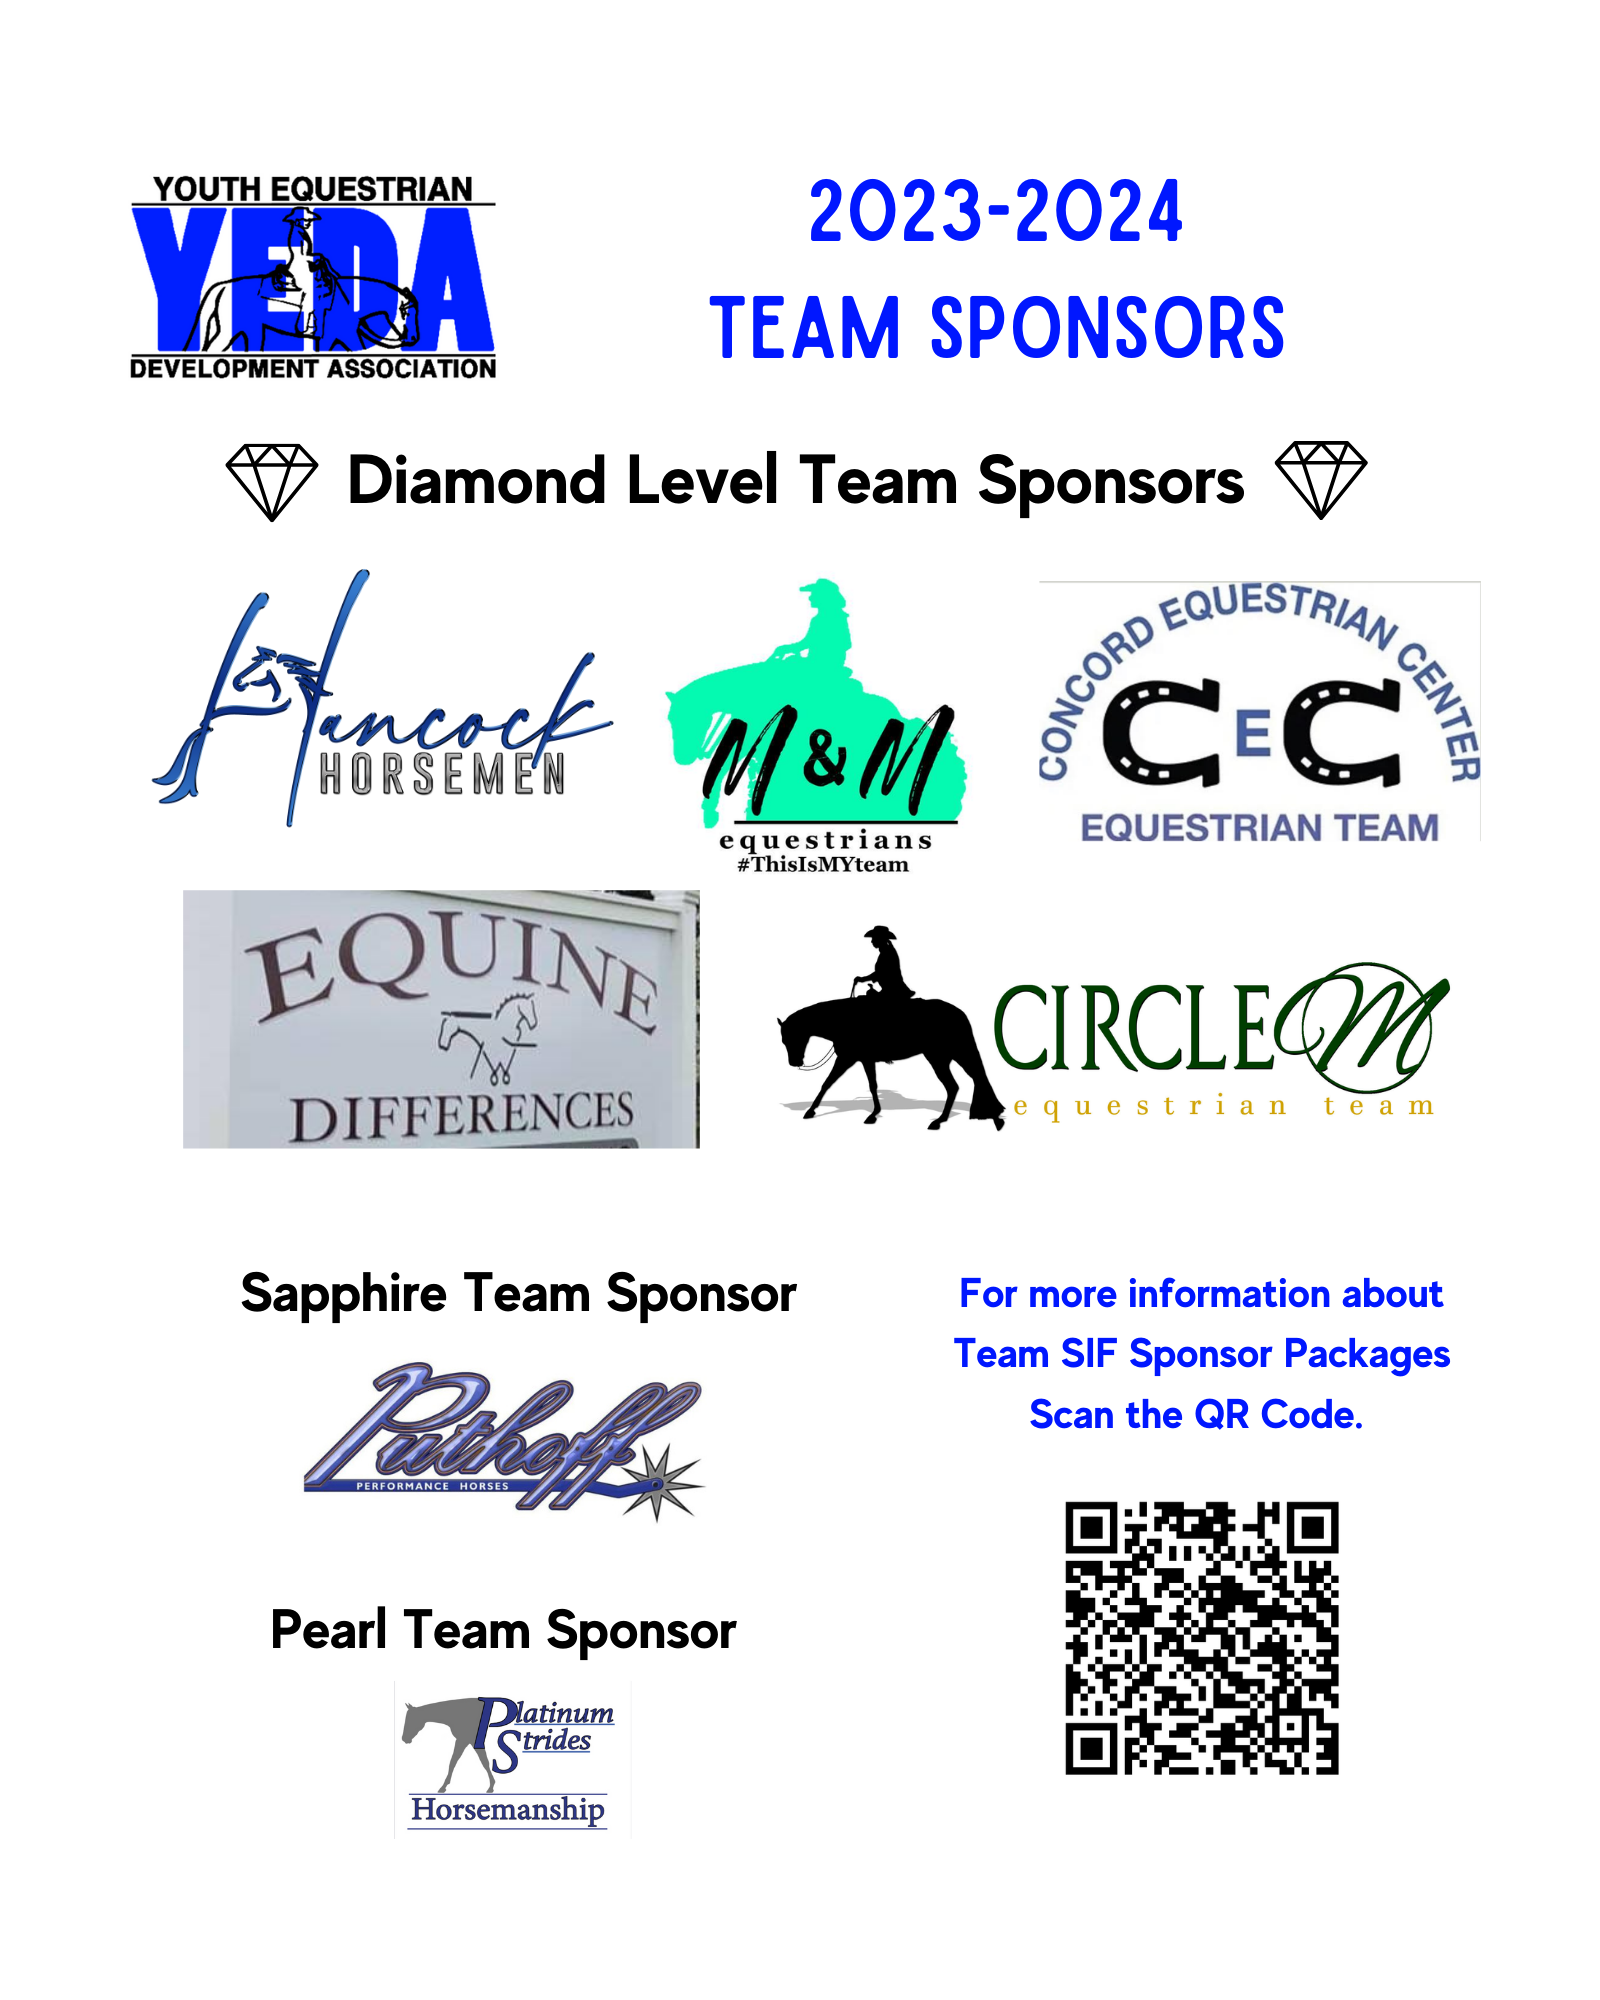 YOUTH EQUESTRIAN
YEDA
DEVELOPMENT ASSOCIATION
2023-2024
TEAM SPONSORS
Diamond Level Team Sponsors
Hancock
HORSEMEN
M & M
equestrians
#ThisIsMYteam
CONCORD EQUESTRIAN CENTER
CEC
EQUESTRIAN TEAM
EQUINE
DIFFERENCES
CIRCLE M
equestrian team
Sapphire Team Sponsor
Puthoff
PERFORMANCE HORSES
For more information about
Team SIF Sponsor Packages
Scan the QR Code.
Pearl Team Sponsor
Platinum
Strides
Horsemanship